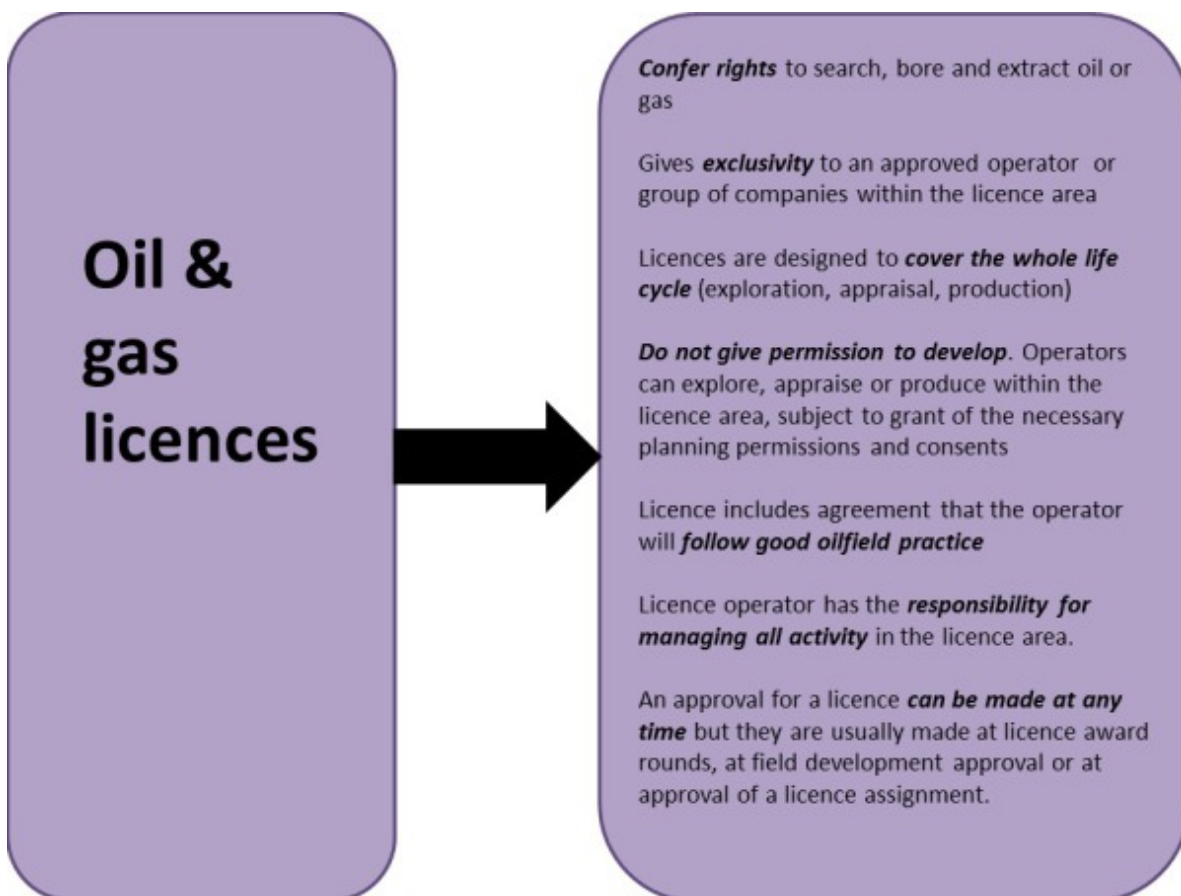 Oil &
gas
licences
Confer rights to search, bore and extract oil or
gas
Gives exclusivity to an approved operator or
group of companies within the licence area
Licences are designed to cover the whole life
cycle (exploration, appraisal, production)
Do not give permission to develop. Operators
can explore, appraise or produce within the
licence area, subject to grant of the necessary
planning permissions and consents
Licence includes agreement that the operator
will follow good oilfield practice
Licence operator has the responsibility for
managing all activity in the licence area.
An approval for a licence can be made at any
time but they are usually made at licence award
rounds, at field development approval or at
approval of a licence assignment.